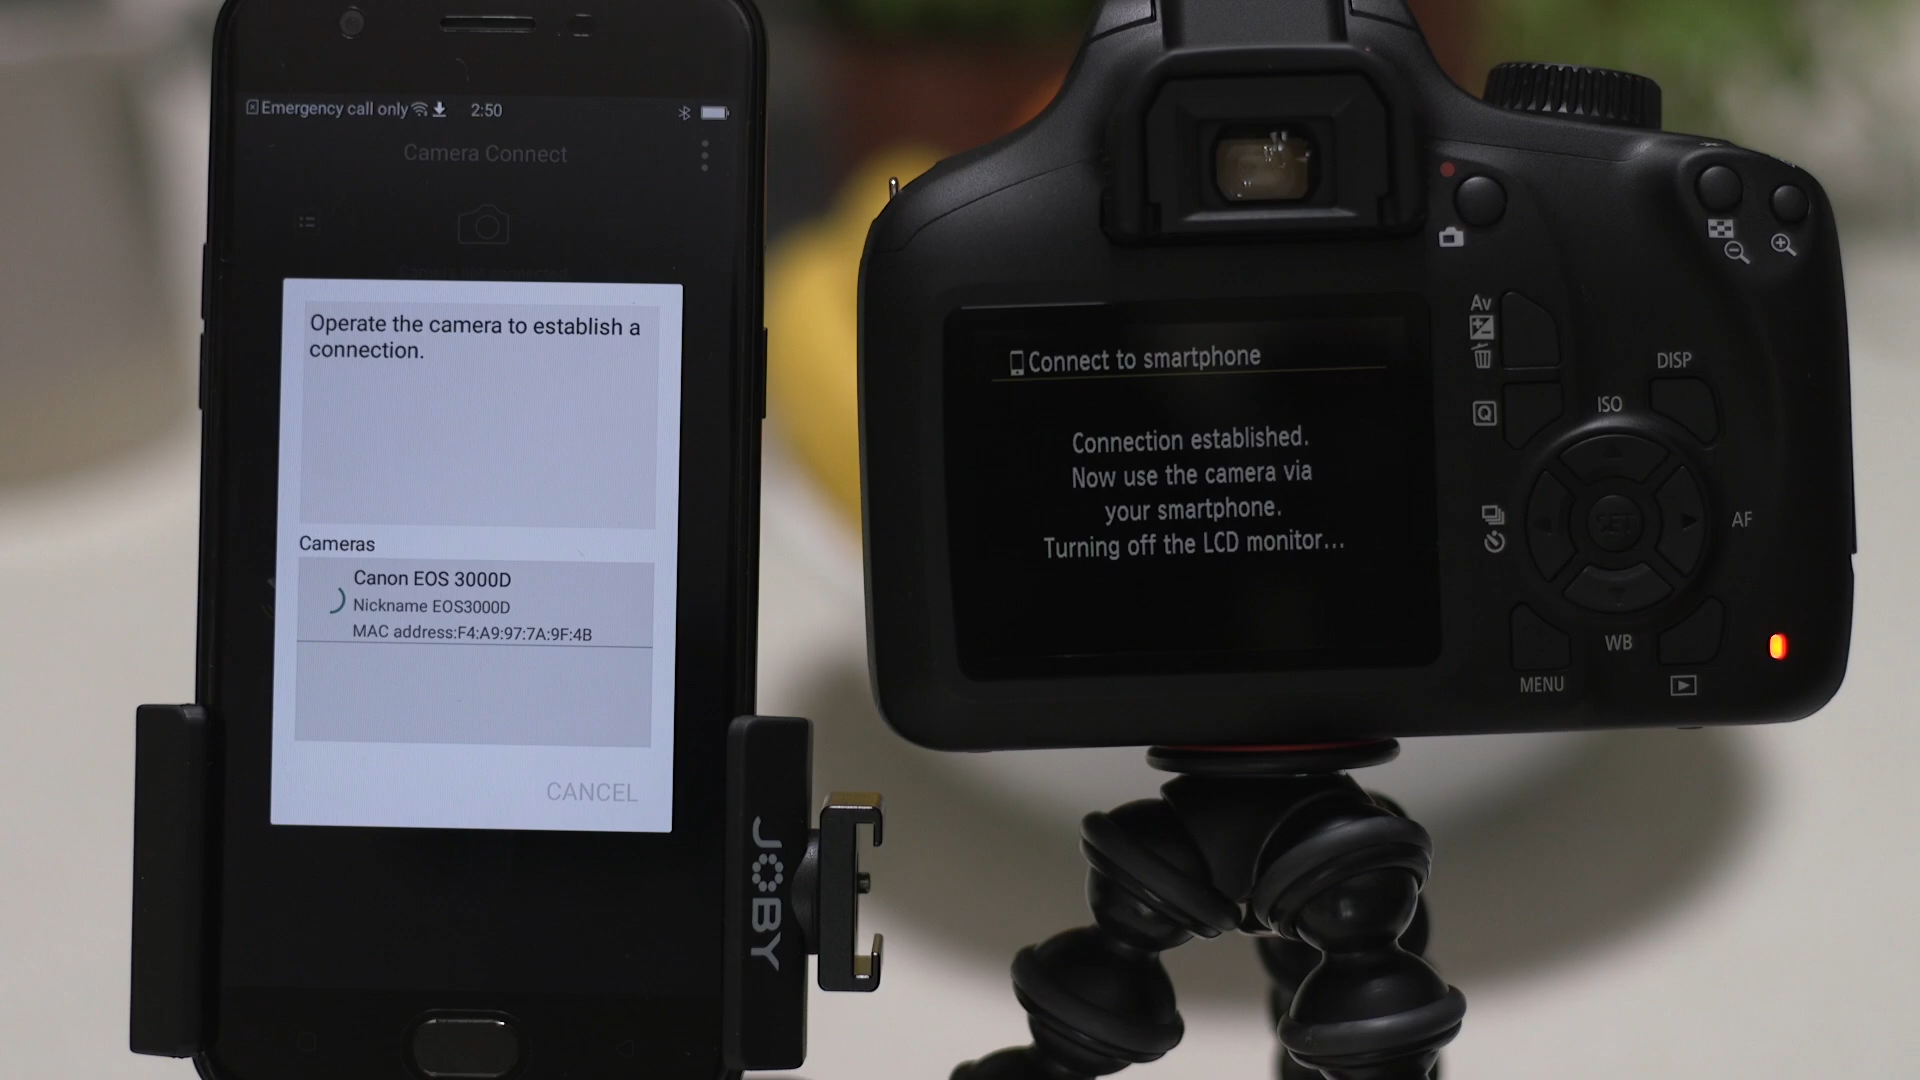 Emergency call only 2:50
Camera Connect
Operate the camera to establish a
connection.
Cameras
Canon EOS 3000D
Nickname EOS3000D
MAC address:F4:A9:97:7A:9F:4B
CANCEL
JOBY
Connect to smartphone
Connection established.
Now use the camera via
your smartphone.
Turning off the LCD monitor...
Av
Q
DISP
ISO
SET
AF
WB
MENU